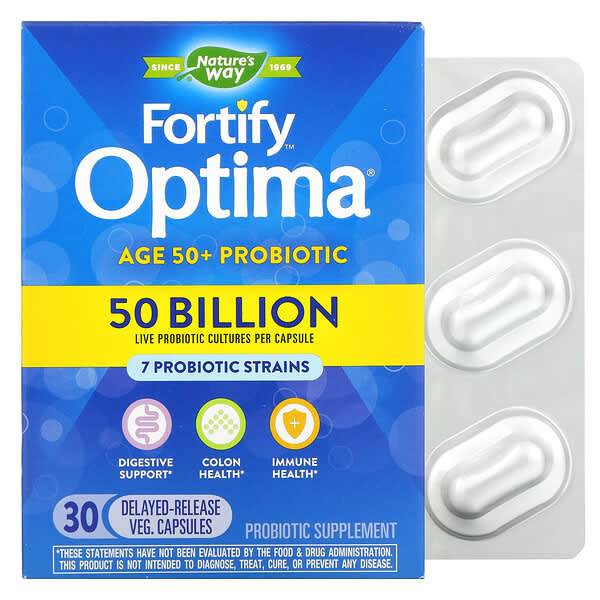 SINCE Nature's Way 1969
Fortify™
Optima®
AGE 50+ PROBIOTIC
50 BILLION
LIVE PROBIOTIC CULTURES PER CAPSULE
7 PROBIOTIC STRAINS
DIGESTIVE SUPPORT*
COLON HEALTH*
IMMUNE HEALTH*
30 DELAYED-RELEASE VEG. CAPSULES
PROBIOTIC SUPPLEMENT
*THESE STATEMENTS HAVE NOT BEEN EVALUATED BY THE FOOD & DRUG ADMINISTRATION.
THIS PRODUCT IS NOT INTENDED TO DIAGNOSE, TREAT, CURE, OR PREVENT ANY DISEASE.